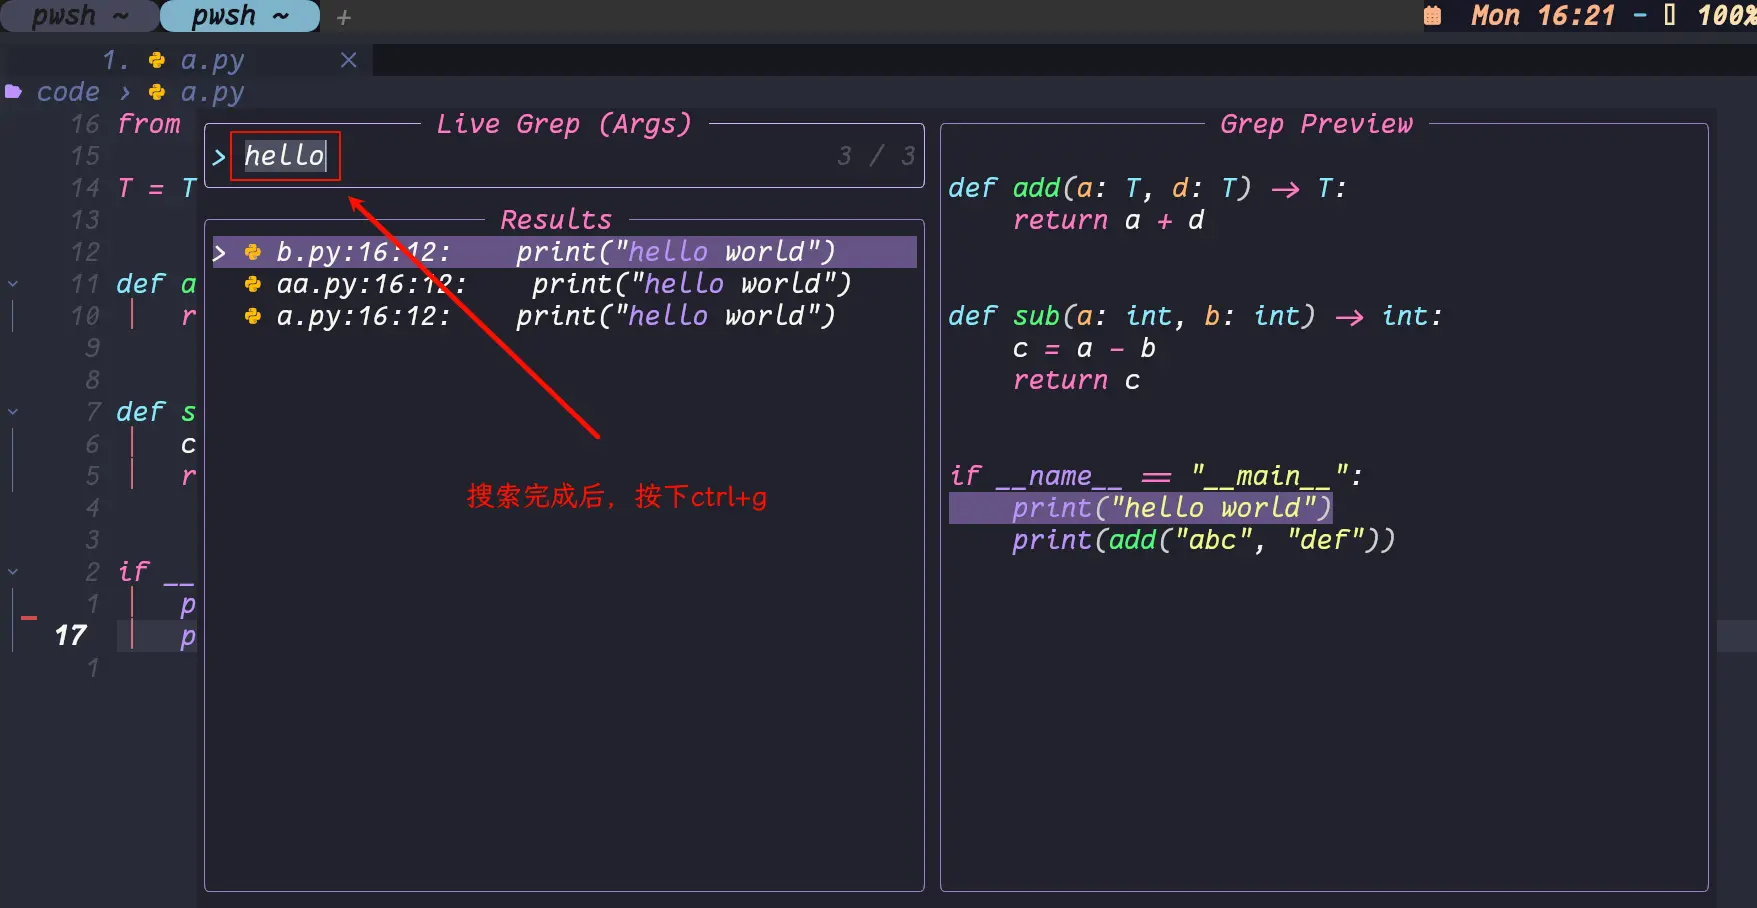 pwsh ~ pwsh ~ + Mon 16:21 - 100%
1. a.py ×
code › a.py
16 from
15
14 T = T
13
12
11 def a
10 r
9
8
7 def s
6 c
5 r
4
3
2 if __
1 p
17 p
1
Live Grep (Args)
> hello 3 / 3
Results
> b.py:16:12: print("hello world")
aa.py:16:12: print("hello world")
a.py:16:12: print("hello world")
搜索完成后，按下ctrl+g
Grep Preview
def add(a: T, d: T) → T:
return a + d
def sub(a: int, b: int) → int:
c = a - b
return c
if __name__ == "__main__":
print("hello world")
print(add("abc", "def"))